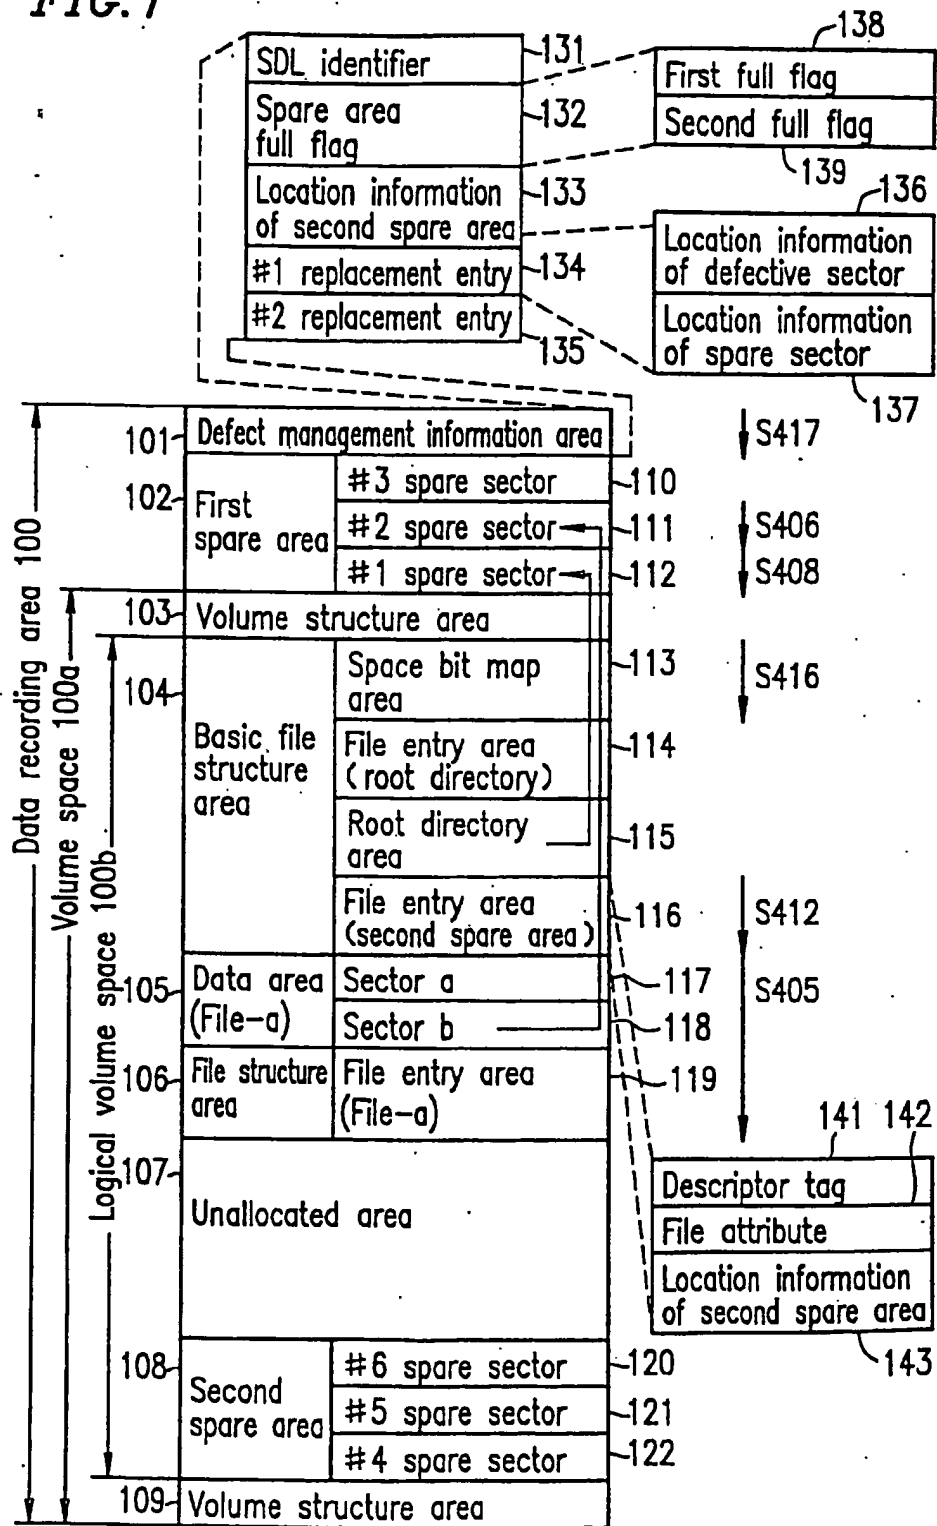 FIG. 1
SDL identifier
131
Spare area
full flag
132
Location information
of second spare area
133
#1 replacement entry
134
#2 replacement entry
135
138
First full flag
Second full flag
139
136
Location information
of defective sector
Location information
of spare sector
137
Data recording area 100
Volume space 100a
Logical volume space 100b
101
Defect management information area
S417
102
First
spare area
#3 spare sector
110
#2 spare sector
111
S406
#1 spare sector
112
S408
103
Volume structure area
104
Basic file
structure
area
Space bit map
area
113
S416
File entry area
(root directory)
114
Root directory
area
115
File entry area
(second spare area)
116
S412
105
Data area
(File-a)
Sector a
117
S405
Sector b
118
106
File structure
area
File entry area
(File-a)
119
107
Unallocated area
141
142
Descriptor tag
File attribute
Location information
of second spare area
143
108
Second
spare area
#6 spare sector
120
#5 spare sector
121
#4 spare sector
122
109
Volume structure area